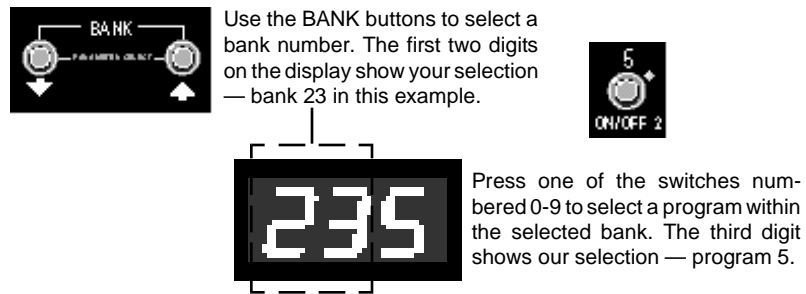 BANK
PARAMETER SELECT
Use the BANK buttons to select a
bank number. The first two digits
on the display show your selection
— bank 23 in this example.
5
ON/OFF 2
235
Press one of the switches num-
bered 0-9 to select a program within
the selected bank. The third digit
shows our selection — program 5.